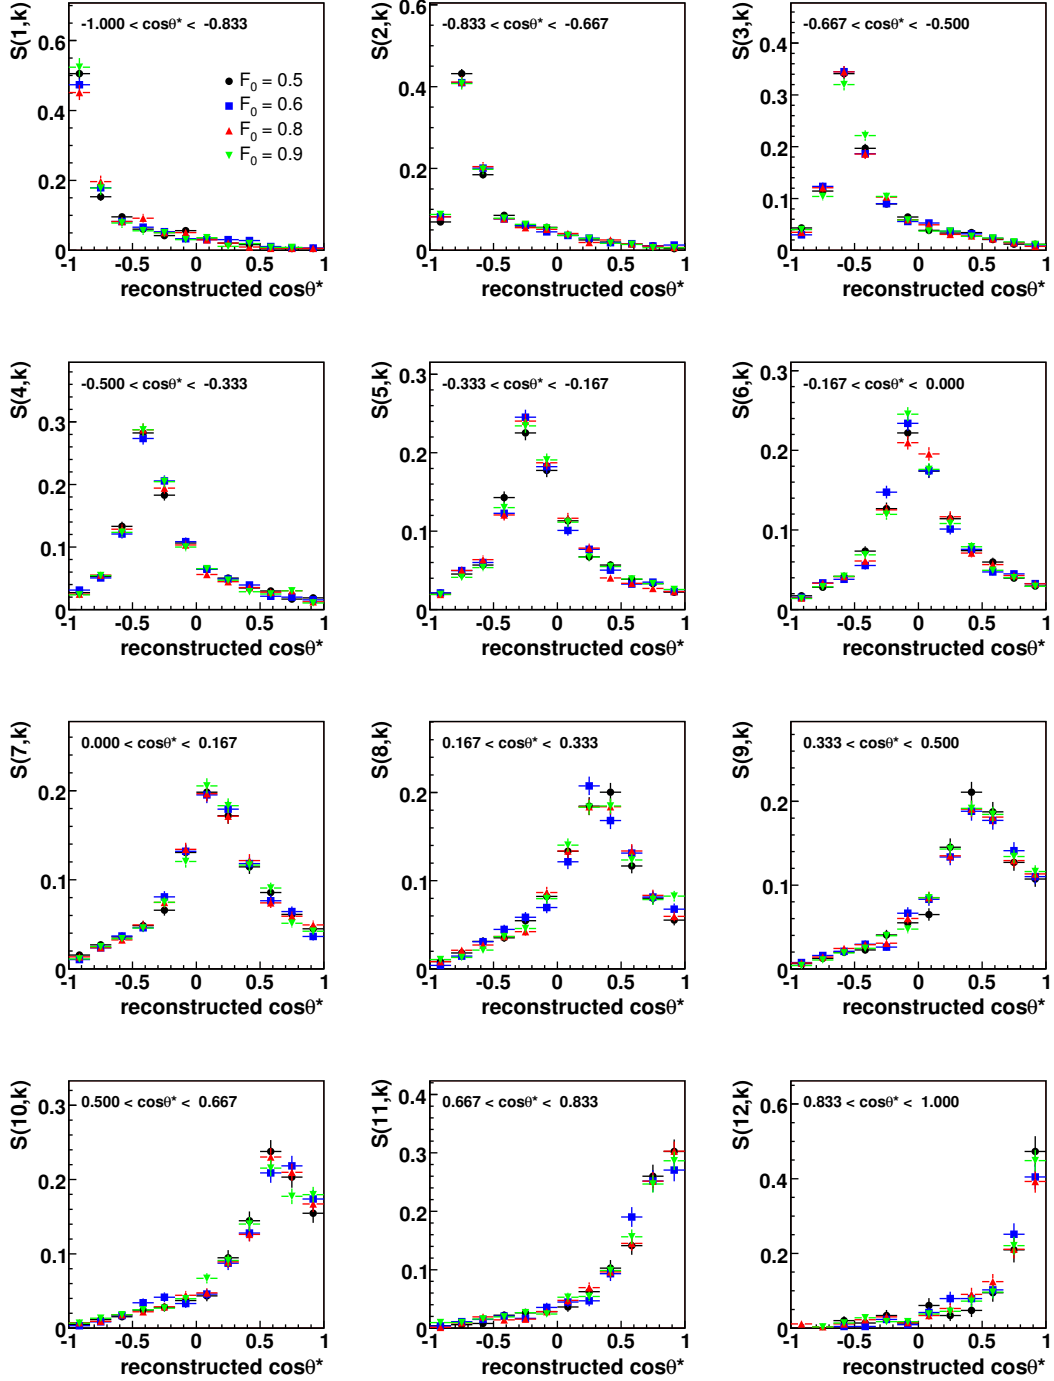 S(1,k)
-1.000 < cosθ* < -0.833
F0 = 0.5
F0 = 0.6
F0 = 0.8
F0 = 0.9
0.6
0.4
0.2
0
-1 -0.5 0 0.5 1
reconstructed cosθ*
S(2,k)
-0.833 < cosθ* < -0.667
0.6
0.4
0.2
0
-1 -0.5 0 0.5 1
reconstructed cosθ*
S(3,k)
-0.667 < cosθ* < -0.500
0.4
0.3
0.2
0.1
0
-1 -0.5 0 0.5 1
reconstructed cosθ*
S(4,k)
-0.500 < cosθ* < -0.333
0.3
0.2
0.1
0
-1 -0.5 0 0.5 1
reconstructed cosθ*
S(5,k)
-0.333 < cosθ* < -0.167
0.3
0.2
0.1
0
-1 -0.5 0 0.5 1
reconstructed cosθ*
S(6,k)
-0.167 < cosθ* < 0.000
0.3
0.2
0.1
0
-1 -0.5 0 0.5 1
reconstructed cosθ*
S(7,k)
0.000 < cosθ* < 0.167
0.2
0.1
0
-1 -0.5 0 0.5 1
reconstructed cosθ*
S(8,k)
0.167 < cosθ* < 0.333
0.2
0.1
0
-1 -0.5 0 0.5 1
reconstructed cosθ*
S(9,k)
0.333 < cosθ* < 0.500
0.2
0.1
0
-1 -0.5 0 0.5 1
reconstructed cosθ*
S(10,k)
0.500 < cosθ* < 0.667
0.3
0.2
0.1
0
-1 -0.5 0 0.5 1
reconstructed cosθ*
S(11,k)
0.667 < cosθ* < 0.833
0.4
0.3
0.2
0.1
0
-1 -0.5 0 0.5 1
reconstructed cosθ*
S(12,k)
0.833 < cosθ* < 1.000
0.6
0.4
0.2
0
-1 -0.5 0 0.5 1
reconstructed cosθ*